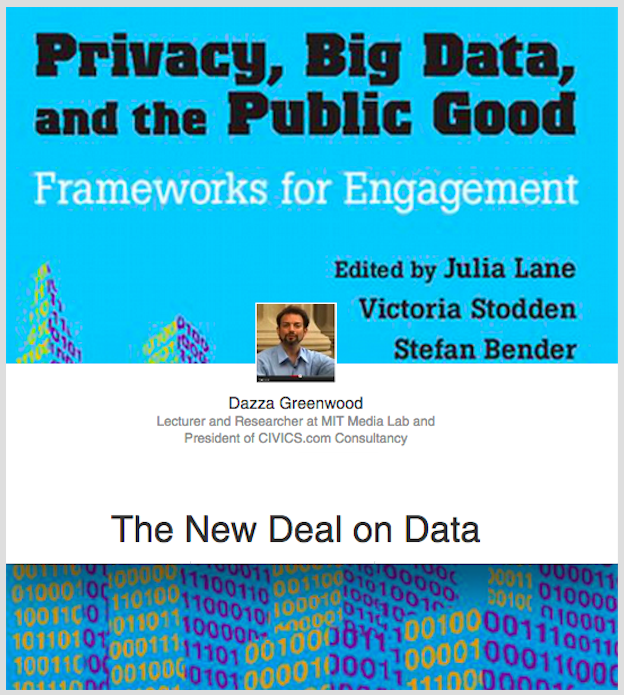 Privacy, Big Data,
and the Public Good
Frameworks for Engagement
Edited by Julia Lane
Victoria Stodden
Stefan Bender
Dazza Greenwood
Lecturer and Researcher at MIT Media Lab and
President of CIVICS.com Consultancy
The New Deal on Data